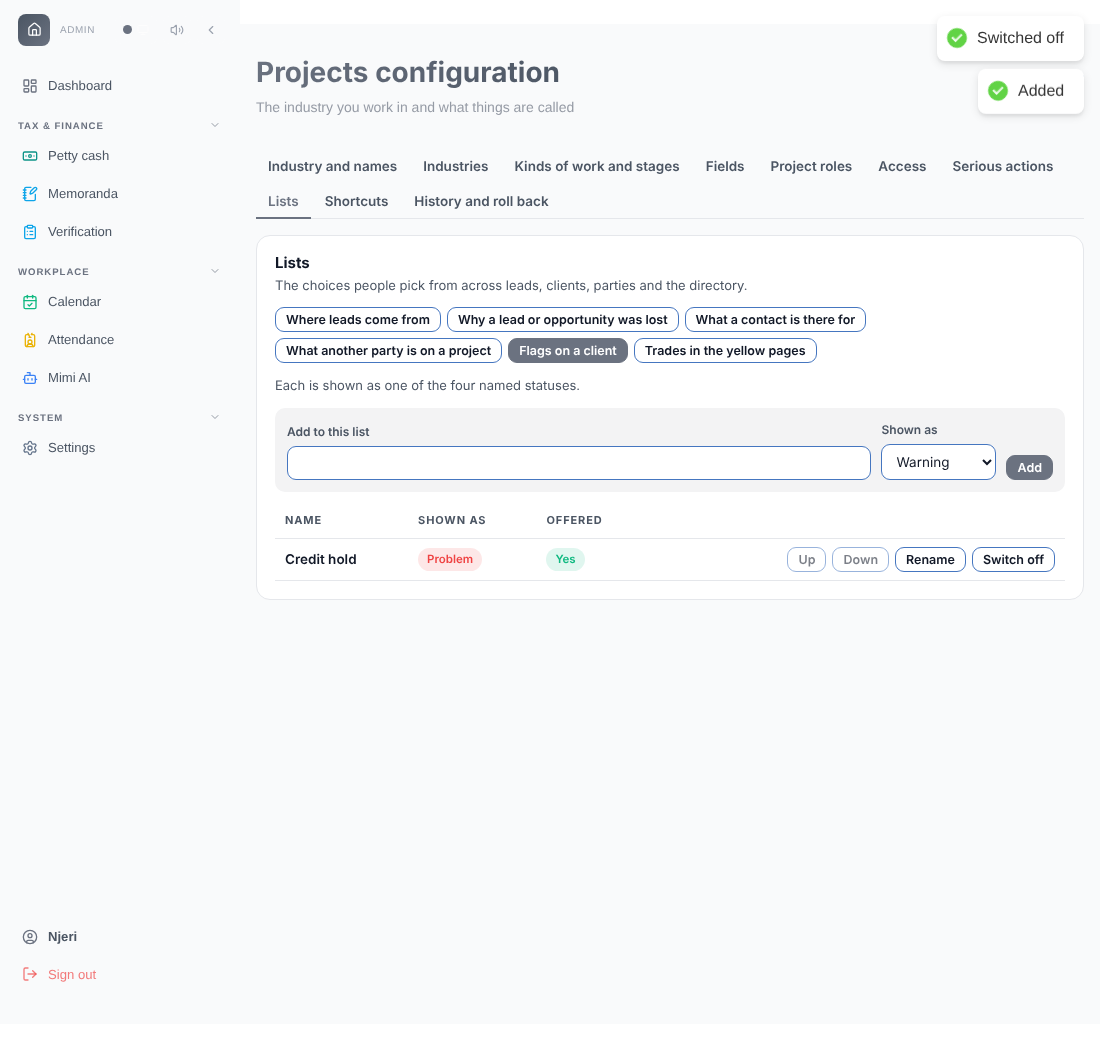 ADMIN
Dashboard
TAX & FINANCE
Petty cash
Memoranda
Verification
WORKPLACE
Calendar
Attendance
Mimi AI
SYSTEM
Settings
Njeri
Sign out
Switched off
Added
Projects configuration
The industry you work in and what things are called
Industry and names Industries Kinds of work and stages Fields Project roles Access Serious actions
Lists Shortcuts History and roll back
Lists
The choices people pick from across leads, clients, parties and the directory.
Where leads come from Why a lead or opportunity was lost What a contact is there for
What another party is on a project Flags on a client Trades in the yellow pages
Each is shown as one of the four named statuses.
Add to this list Shown as
Warning Add
NAME SHOWN AS OFFERED
Credit hold Problem Yes Up Down Rename Switch off